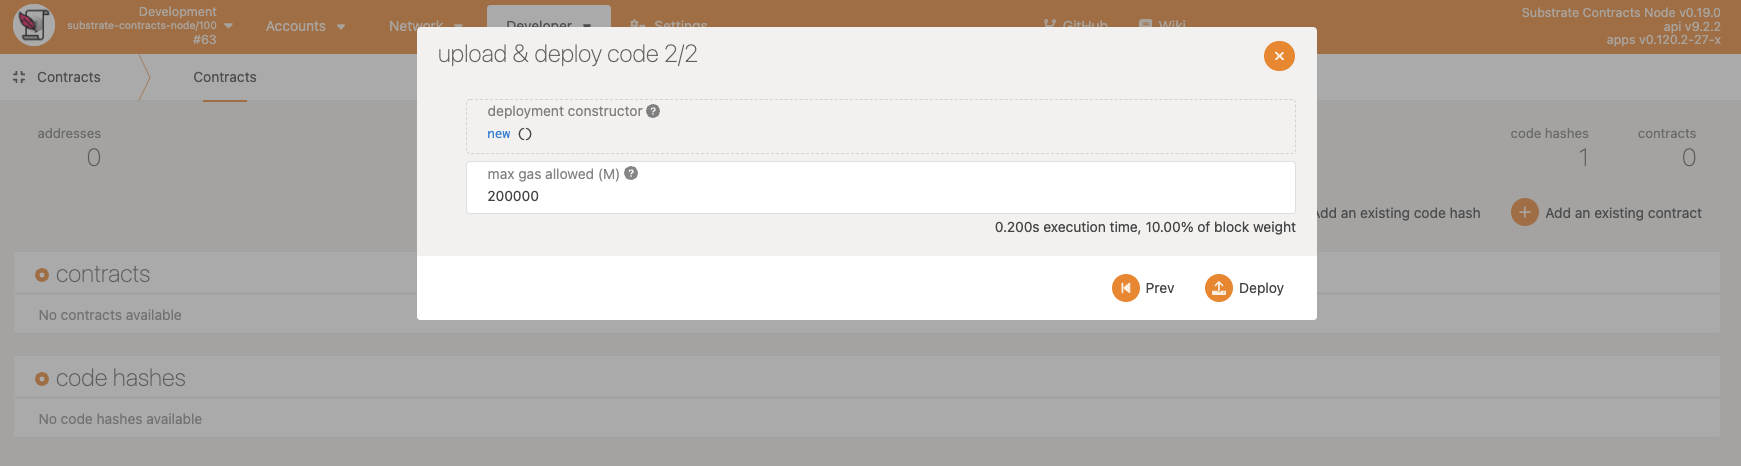 Development
substrate-contracts-node/100
#63
Accounts
Network
Developer
Settings
GitHub
Wiki
Substrate Contracts Node v0.19.0
api v9.2.2
apps v0.120.2-27-x
Contracts
Contracts
upload & deploy code 2/2
deployment constructor
new ()
max gas allowed (M)
200000
0.200s execution time, 10.00% of block weight
Prev
Deploy
addresses
0
code hashes
1
contracts
0
Add an existing code hash
Add an existing contract
contracts
No contracts available
code hashes
No code hashes available